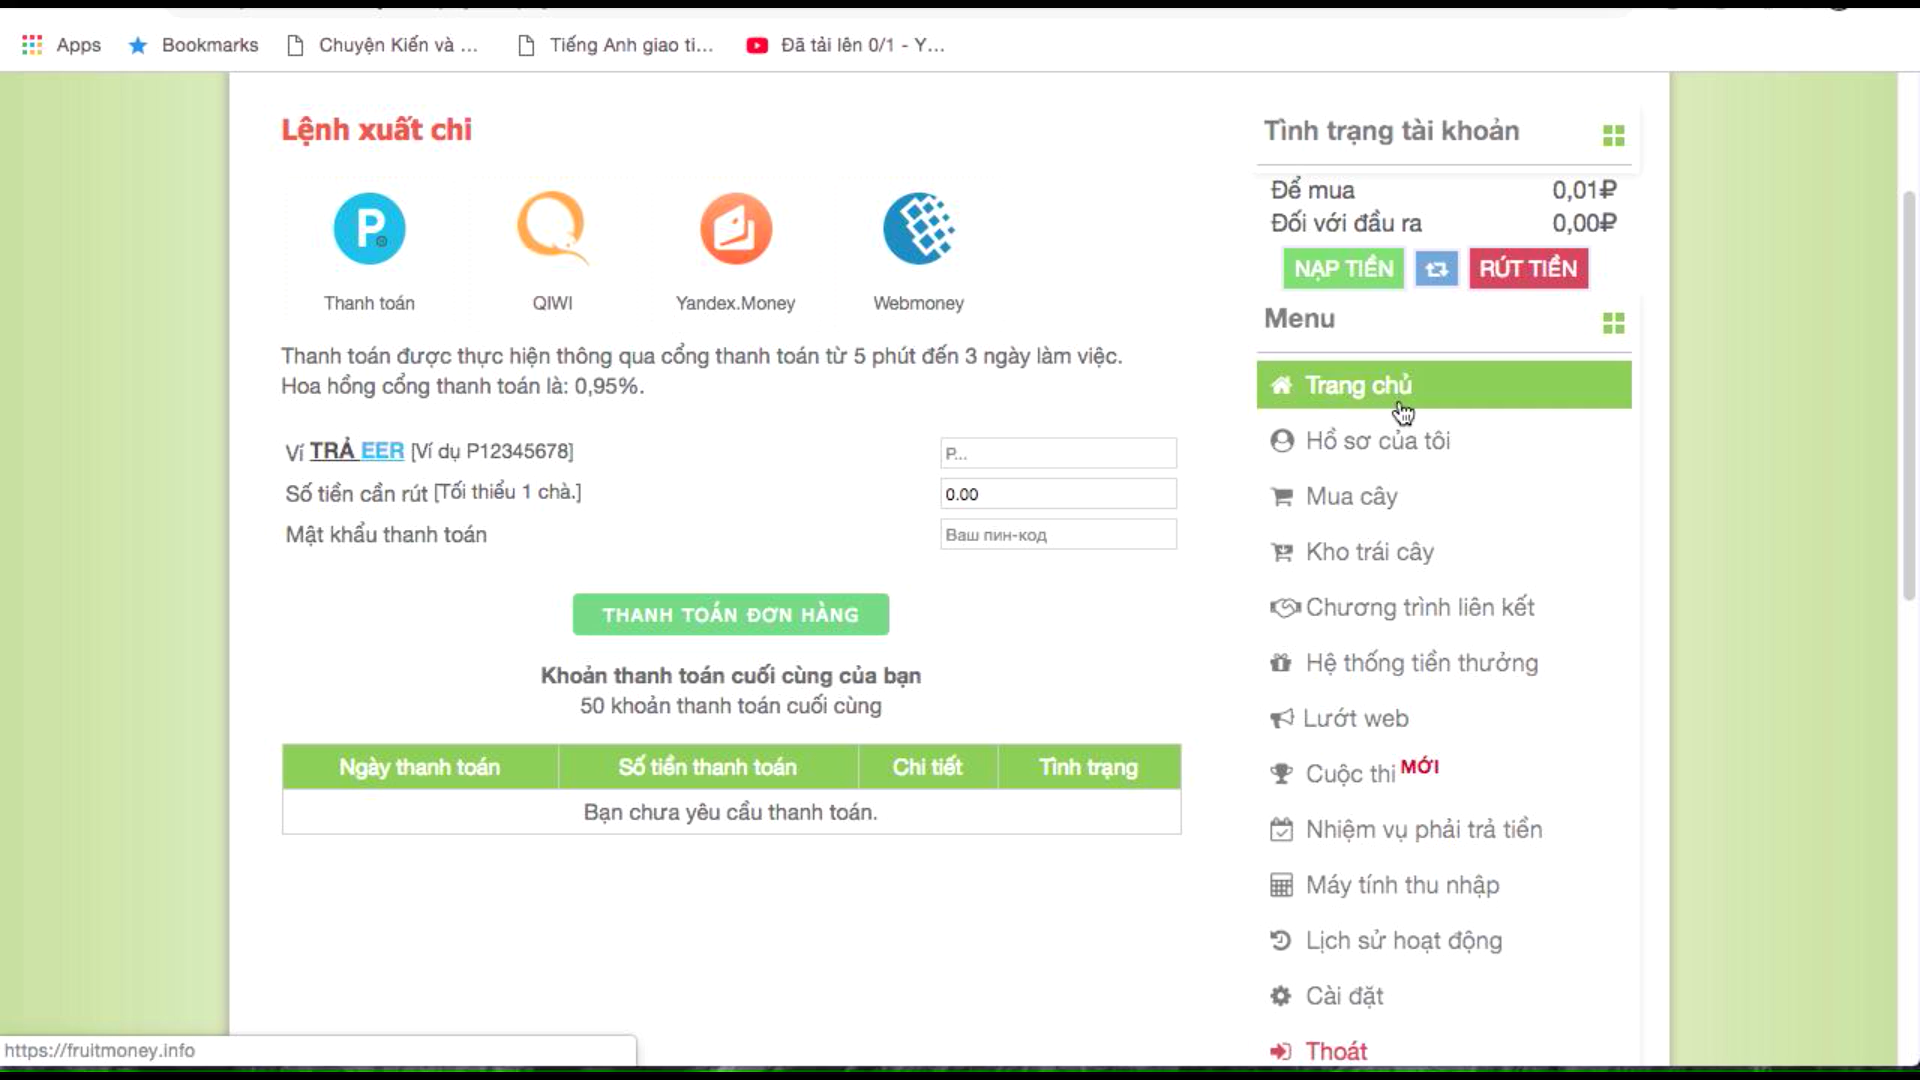 Apps
Bookmarks
Chuyện Kiến và ...
Tiếng Anh giao ti...
Đã tải lên 0/1 - Y...
Lệnh xuất chi
Thanh toán
QIWI
Yandex.Money
Webmoney
Thanh toán được thực hiện thông qua cổng thanh toán từ 5 phút đến 3 ngày làm việc.
Hoa hồng cổng thanh toán là: 0,95%.
Ví TRẢ EER [Ví dụ P12345678]
P...
Số tiền cần rút [Tối thiểu 1 chà.]
0.00
Mật khẩu thanh toán
Ваш пин-код
THANH TOÁN ĐƠN HÀNG
Khoản thanh toán cuối cùng của bạn
50 khoản thanh toán cuối cùng
Ngày thanh toán
Số tiền thanh toán
Chi tiết
Tình trạng
Bạn chưa yêu cầu thanh toán.
Tình trạng tài khoản
Để mua 0,01₽
Đối với đầu ra 0,00₽
NẠP TIỀN
RÚT TIỀN
Menu
Trang chủ
Hồ sơ của tôi
Mua cây
Kho trái cây
Chương trình liên kết
Hệ thống tiền thưởng
Lướt web
Cuộc thi MỚI
Nhiệm vụ phải trả tiền
Máy tính thu nhập
Lịch sử hoạt động
Cài đặt
Thoát
https://fruitmoney.info